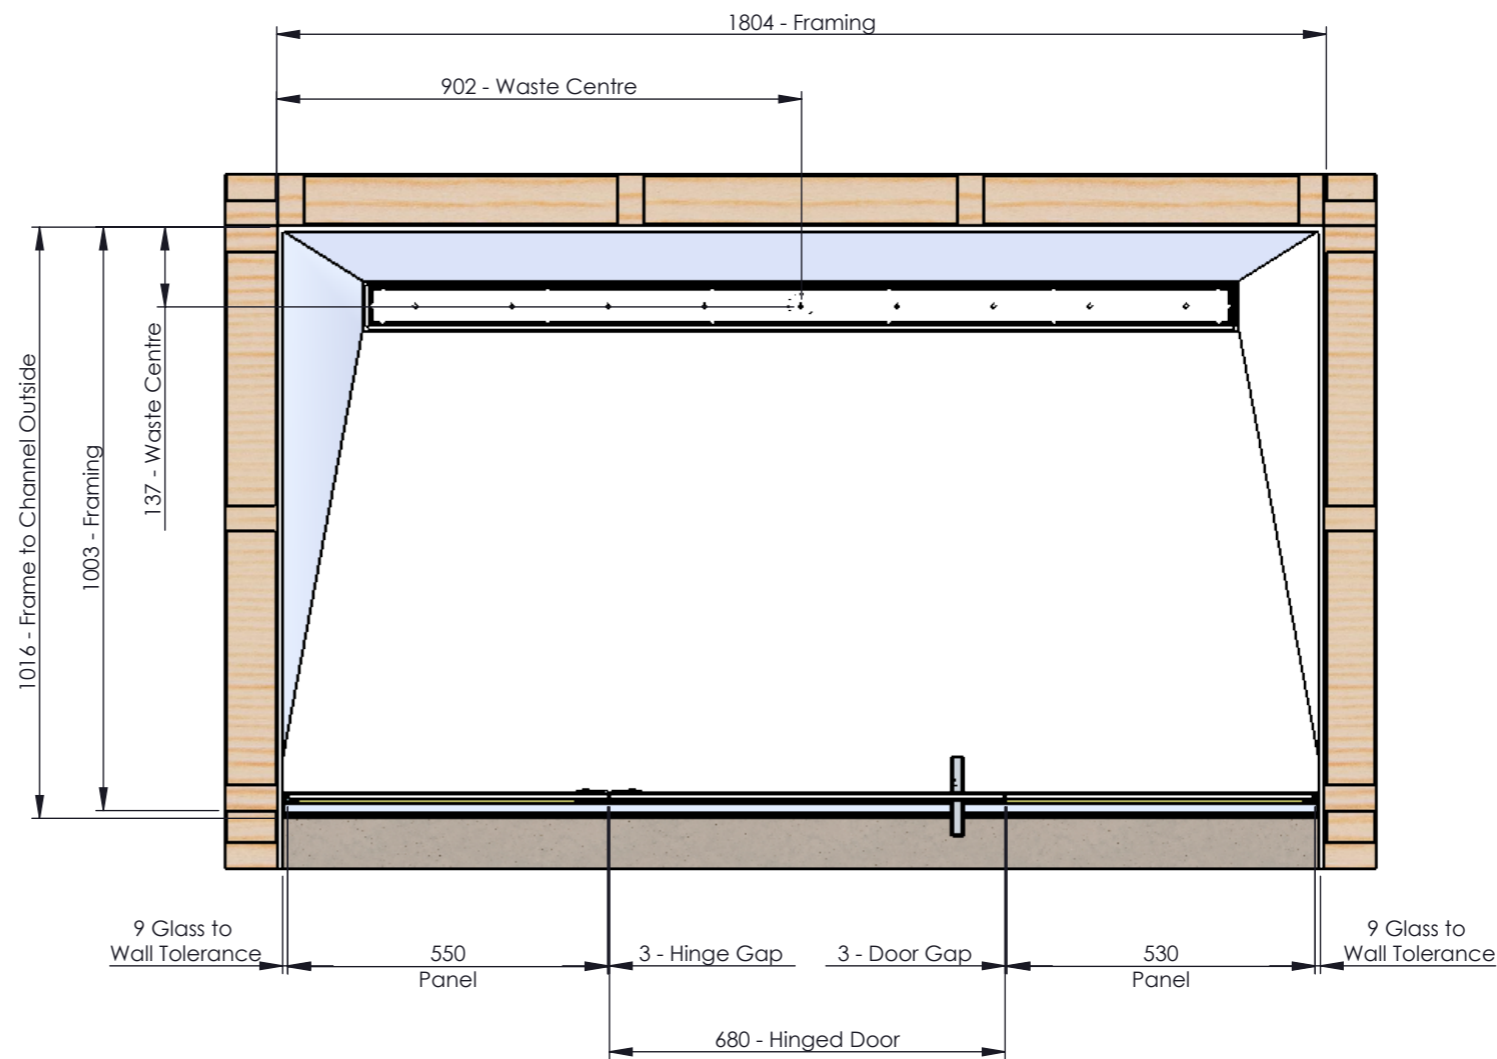 1804 - Framing
902 - Waste Centre
1016 - Frame to Channel Outside
1003 - Framing
137 - Waste Centre
9 Glass to
Wall Tolerance
550
Panel
3 - Hinge Gap
3 - Door Gap
530
Panel
9 Glass to
Wall Tolerance
680 - Hinged Door